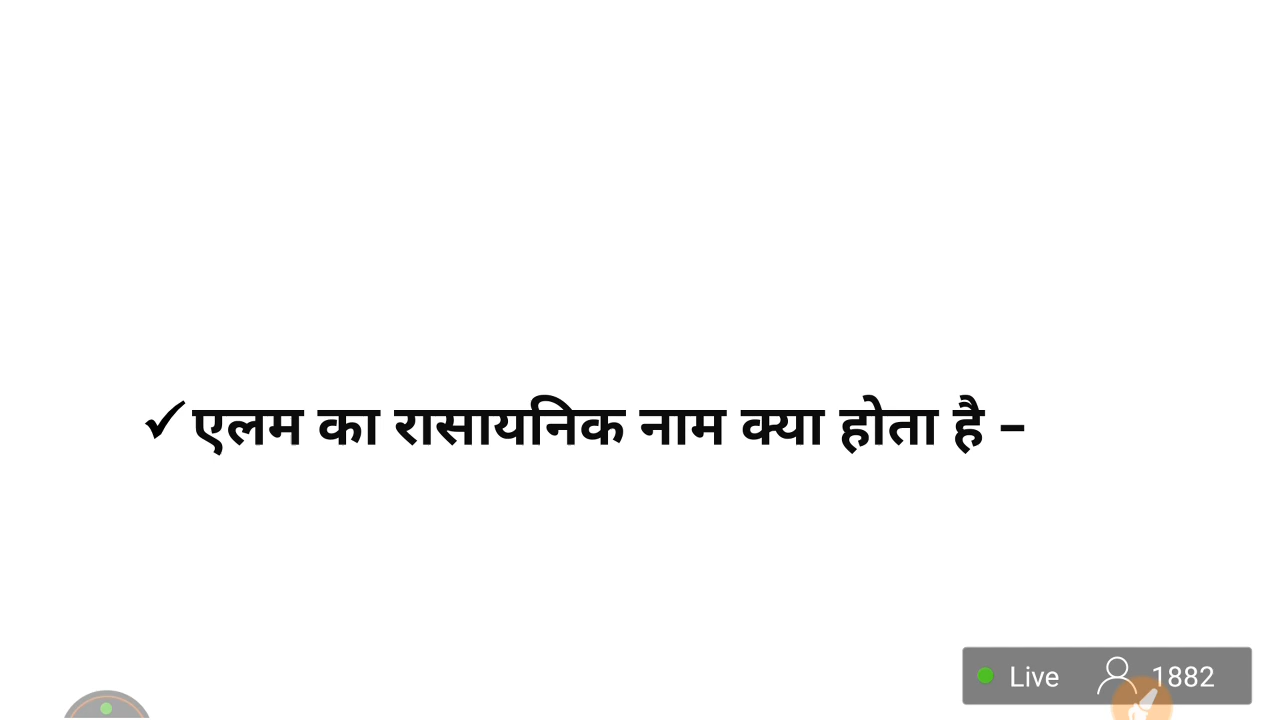 ✓ एलम का रासायनिक नाम क्या होता है –
Live 1882